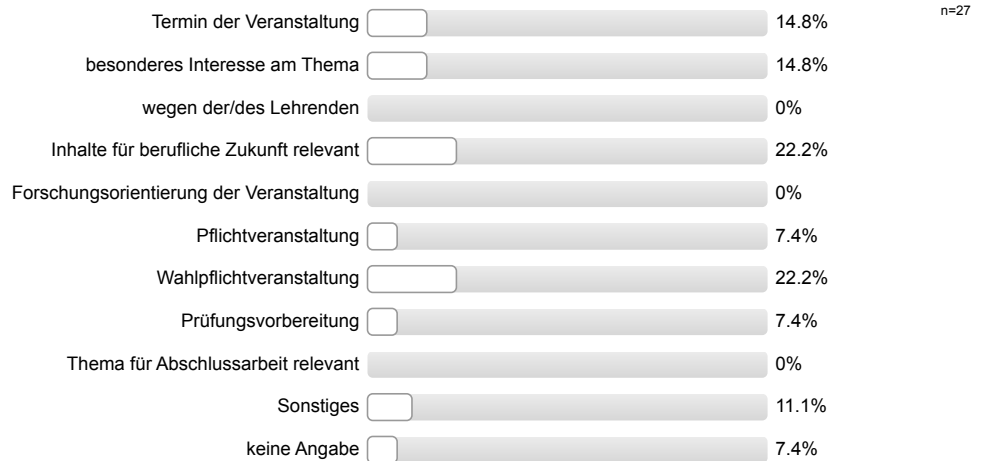 Termin der Veranstaltung 14.8% n=27
besonderes Interesse am Thema 14.8%
wegen der/des Lehrenden 0%
Inhalte für berufliche Zukunft relevant 22.2%
Forschungsorientierung der Veranstaltung 0%
Pflichtveranstaltung 7.4%
Wahlpflichtveranstaltung 22.2%
Prüfungsvorbereitung 7.4%
Thema für Abschlussarbeit relevant 0%
Sonstiges 11.1%
keine Angabe 7.4%